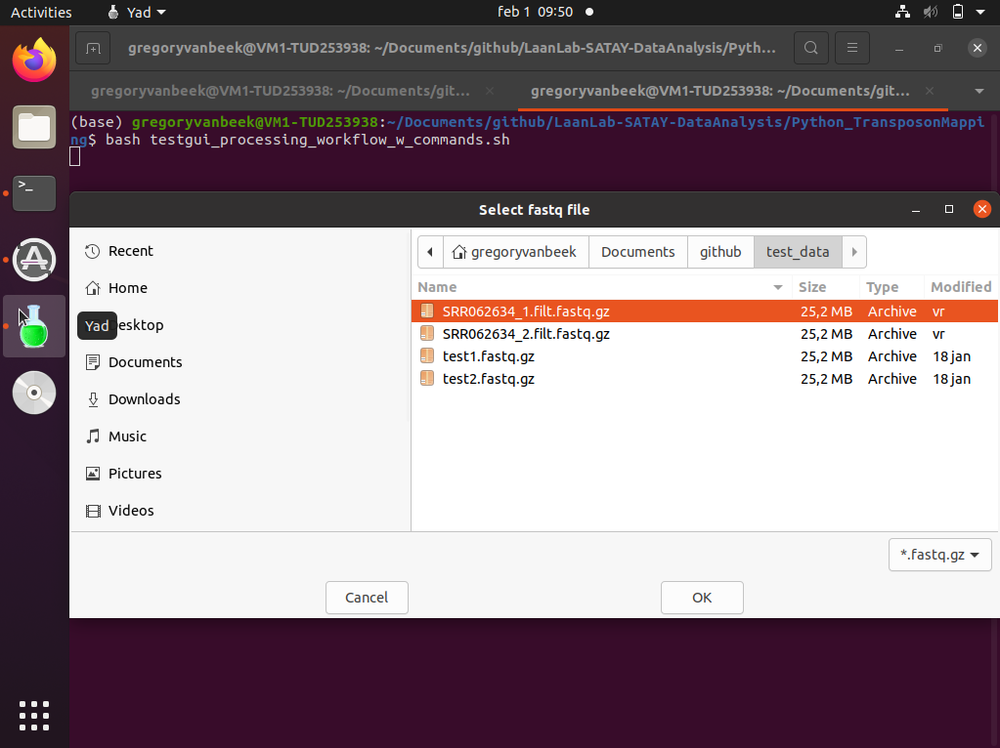 Activities Yad feb 1 09:50
gregoryvanbeek@VM1-TUD253938: ~/Documents/github/LaanLab-SATAY-DataAnalysis/Pyth...
gregoryvanbeek@VM1-TUD253938: ~/Documents/git... gregoryvanbeek@VM1-TUD253938: ~/Documents/git...
(base) gregoryvanbeek@VM1-TUD253938:~/Documents/github/LaanLab-SATAY-DataAnalysis/Python_TransposonMappi
ng$ bash testgui_processing_workflow_w_commands.sh
Select fastq file
Recent
Home
Yad esktop
Documents
Downloads
Music
Pictures
Videos
gregoryvanbeek Documents github test_data
Name Size Type Modified
SRR062634_1.filt.fastq.gz 25,2 MB Archive vr
SRR062634_2.filt.fastq.gz 25,2 MB Archive vr
test1.fastq.gz 25,2 MB Archive 18 jan
test2.fastq.gz 25,2 MB Archive 18 jan
*.fastq.gz
Cancel OK